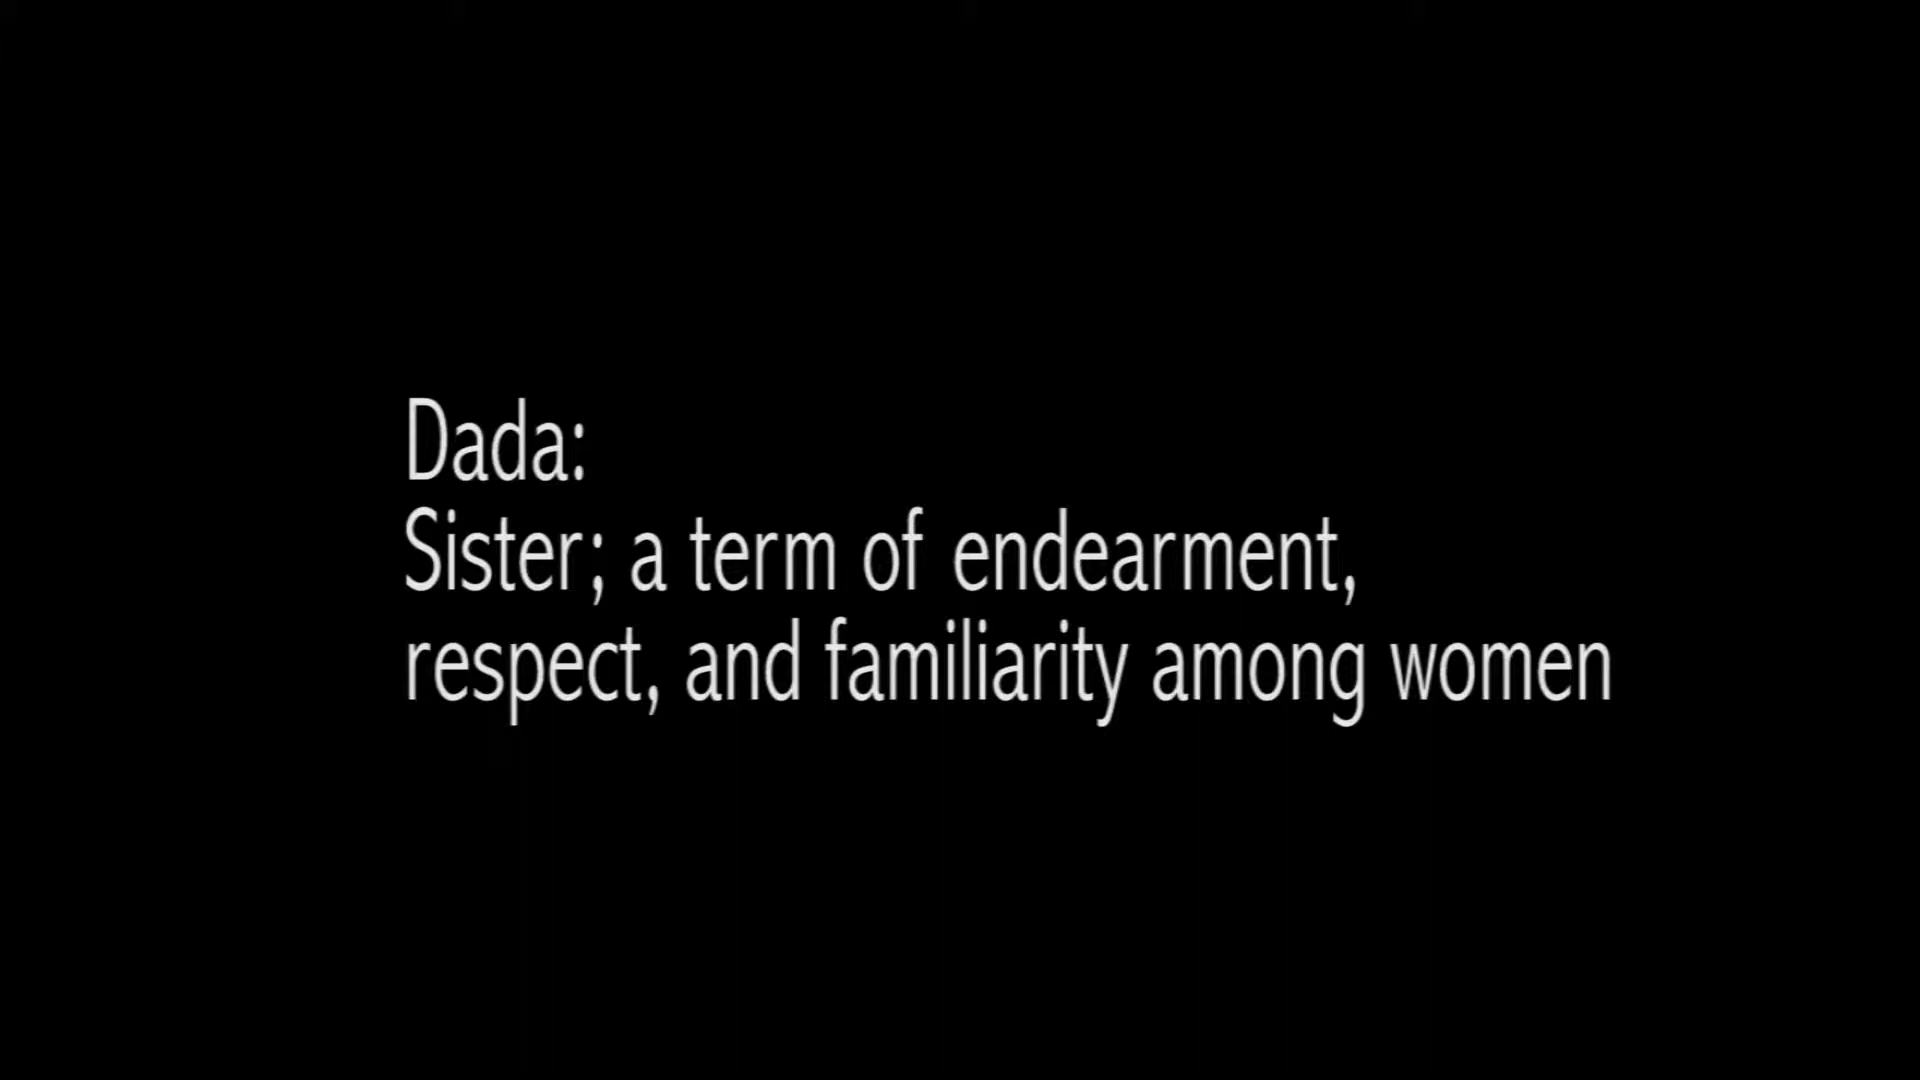 Dada:
Sister; a term of endearment,
respect, and familiarity among women